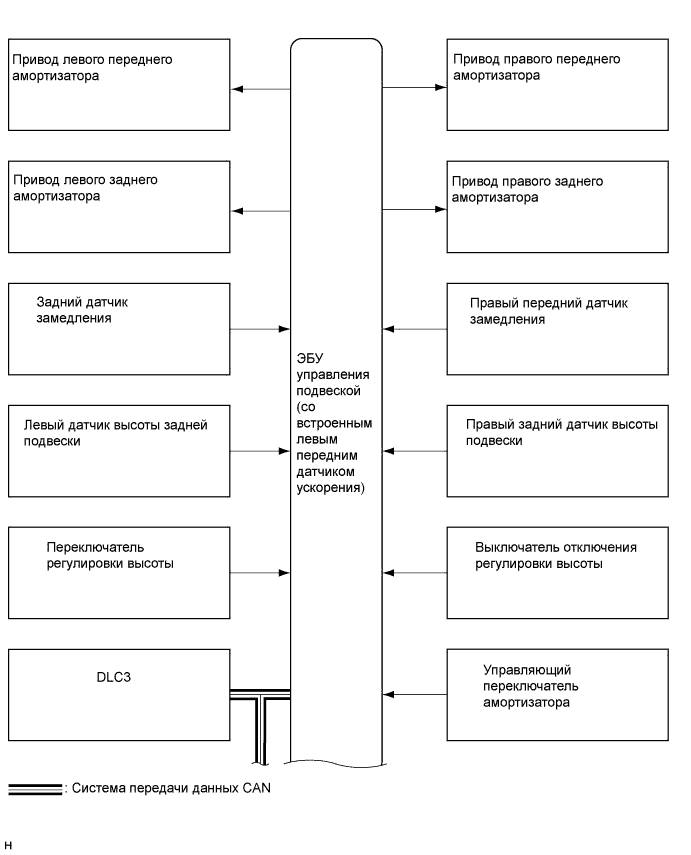 Привод левого переднего
амортизатора
Привод правого переднего
амортизатора
Привод левого заднего
амортизатора
Привод правого заднего
амортизатора
Задний датчик
замедления
Правый передний датчик
замедления
ЭБУ
управления
подвеской
(со
встроенным
левым
передним
датчиком
ускорения)
Левый датчик высоты задней
подвески
Правый задний датчик высоты
подвески
Переключатель
регулировки высоты
Выключатель отключения
регулировки высоты
DLC3
Управляющий
переключатель
амортизатора
: Система передачи данных CAN
H